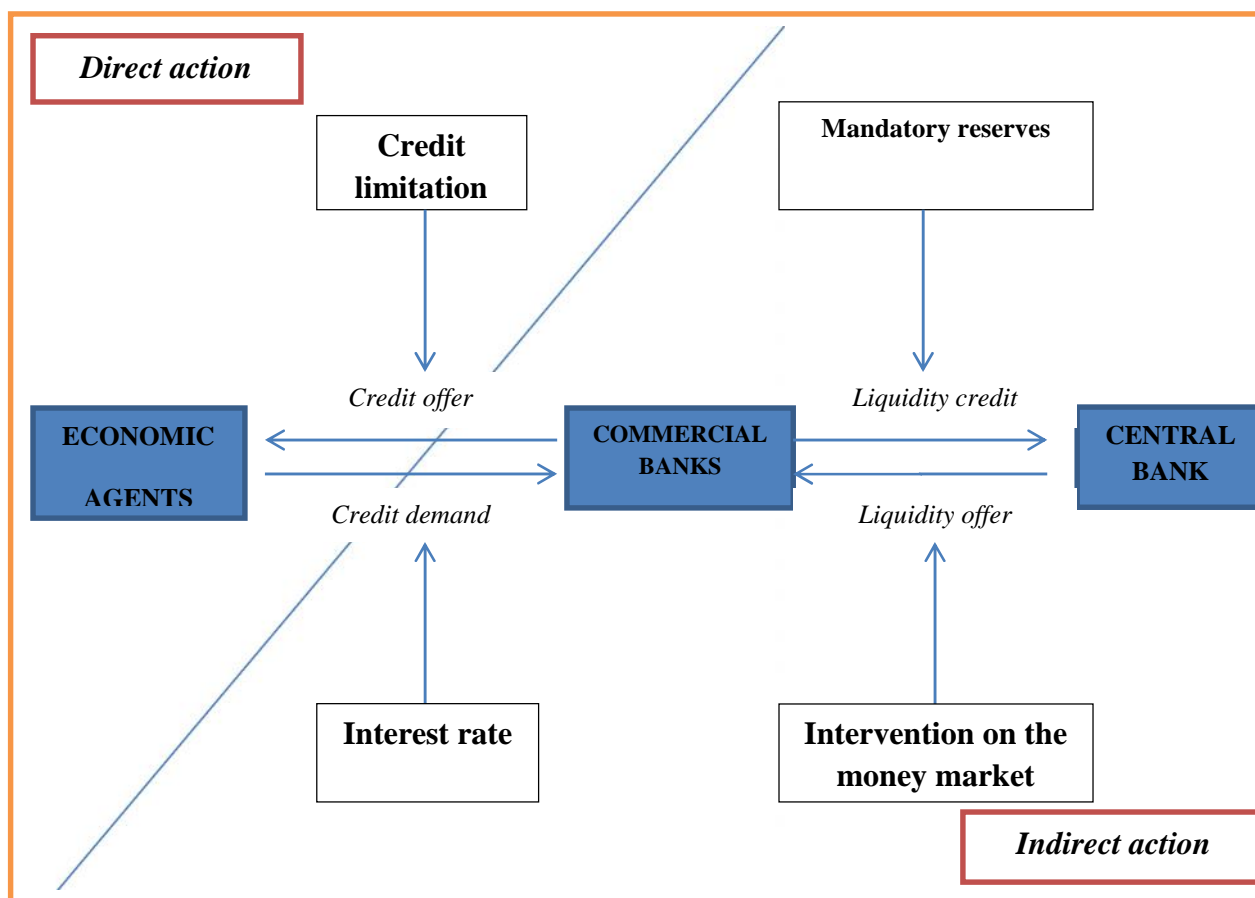 Direct action
Credit
limitation
Mandatory reserves
Credit offer
Liquidity credit
ECONOMIC
AGENTS
COMMERCIAL
BANKS
CENTRAL
BANK
Credit demand
Liquidity offer
Interest rate
Intervention on the
money market
Indirect action